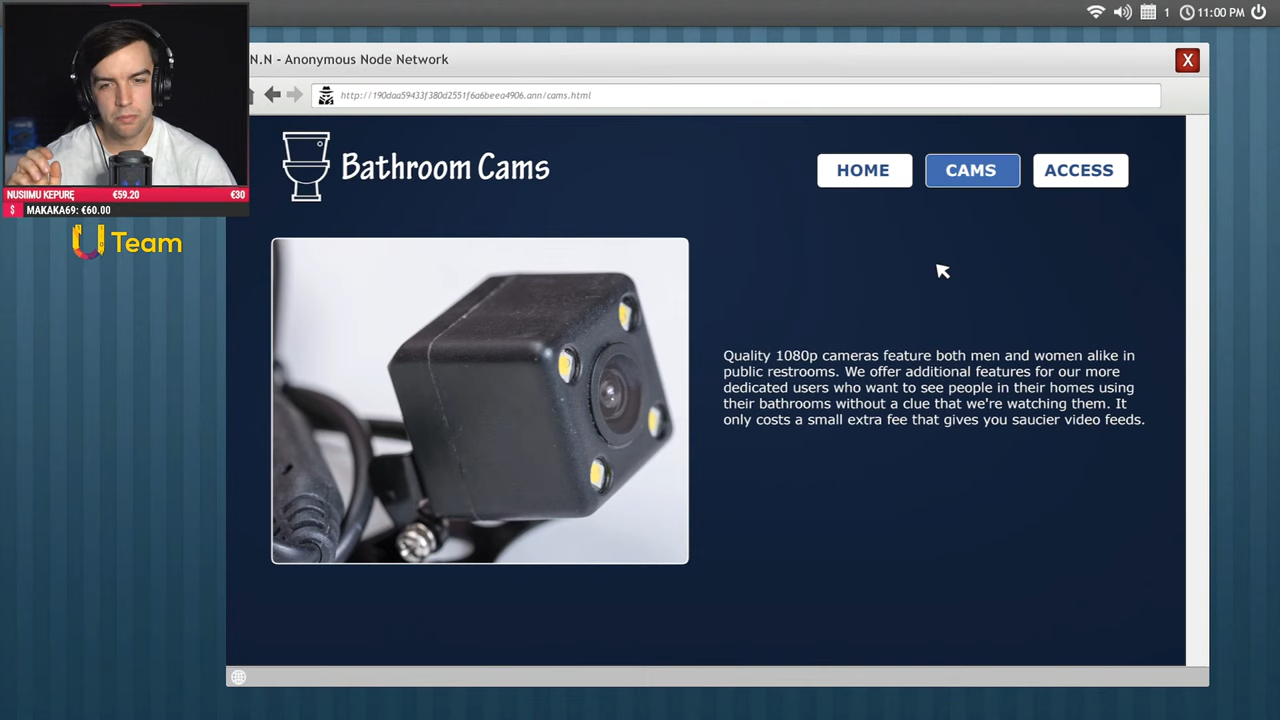 1
11:00 PM
N.N - Anonymous Node Network
X
http://190daa59433f380d2551f6a6beea4906.ann/cams.html
Bathroom Cams
HOME
CAMS
ACCESS
NUSIIMU KEPURĘ €59.20 €30
$ MAKAKA69: €60.00
U Team
Quality 1080p cameras feature both men and women alike in
public restrooms. We offer additional features for our more
dedicated users who want to see people in their homes using
their bathrooms without a clue that we're watching them. It
only costs a small extra fee that gives you saucier video feeds.